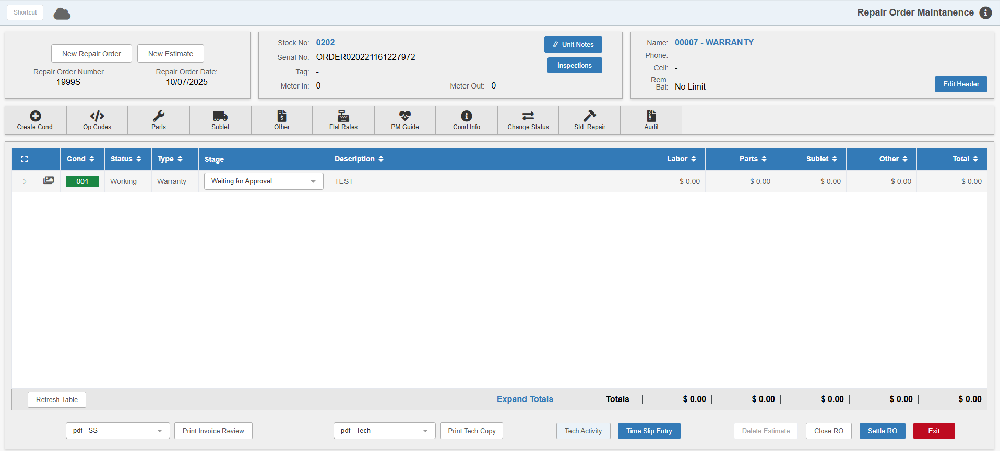 Shortcut
Repair Order Maintanence
New Repair Order
New Estimate
Repair Order Number
1999S
Repair Order Date:
10/07/2025
Stock No: 0202
Serial No: ORDER020221161227972
Tag: -
Meter In: 0
Meter Out: 0
Unit Notes
Inspections
Name: 00007 - WARRANTY
Phone: -
Cell: -
Rem.
Bal: No Limit
Edit Header
Create Cond.
Op Codes
Parts
Sublet
Other
Flat Rates
PM Guide
Cond Info
Change Status
Std. Repair
Audit
Cond Status Type Stage Description Labor Parts Sublet Other Total
001 Working Warranty Waiting for Approval TEST $ 0.00 $ 0.00 $ 0.00 $ 0.00 $ 0.00
Refresh Table Expand Totals Totals | $ 0.00 | $ 0.00 | $ 0.00 | $ 0.00 | $ 0.00
pdf - SS Print Invoice Review | pdf - Tech Print Tech Copy | Tech Activity Time Slip Entry | Delete Estimate Close RO Settle RO Exit